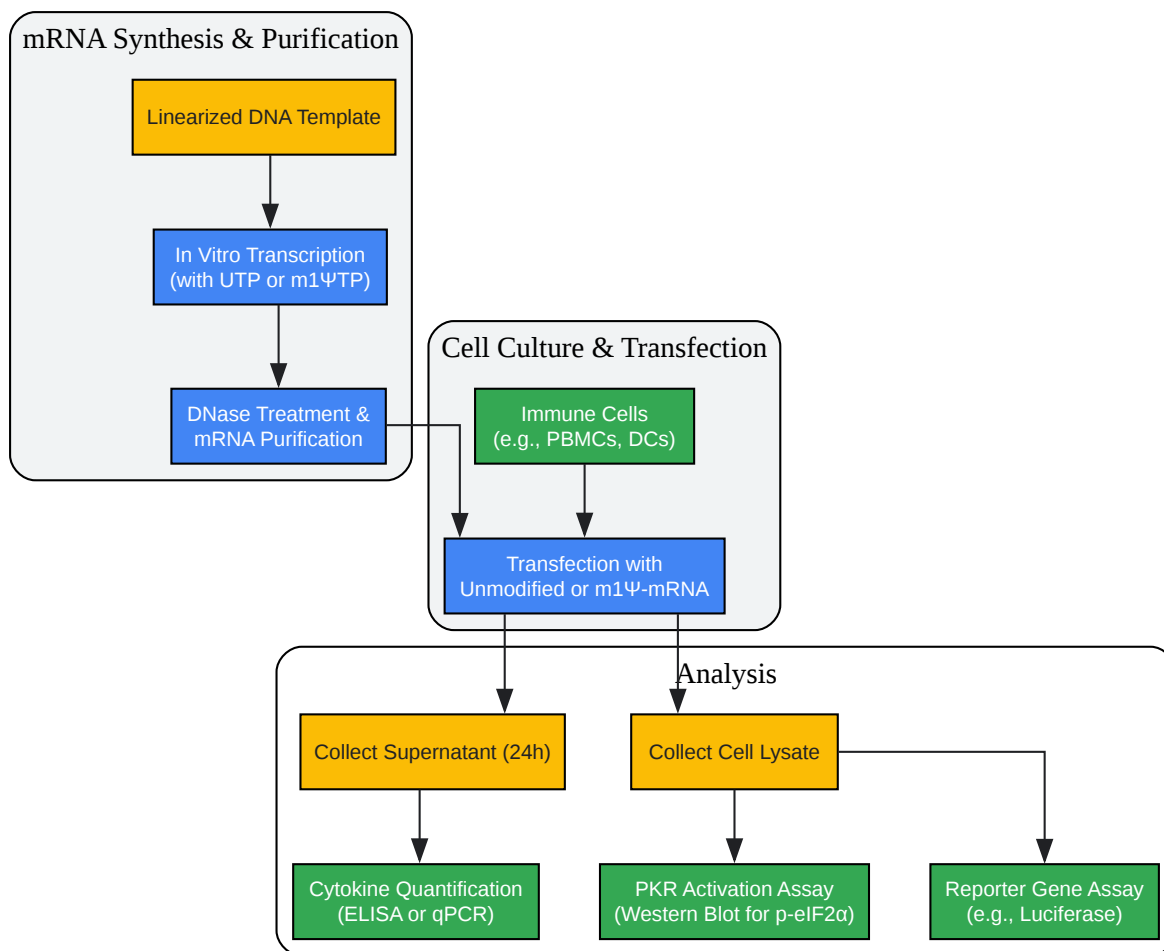 mRNA Synthesis & Purification
Linearized DNA Template
In Vitro Transcription
(with UTP or m1ΨTP)
DNase Treatment &
mRNA Purification
Cell Culture & Transfection
Immune Cells
(e.g., PBMCs, DCs)
Transfection with
Unmodified or m1Ψ-mRNA
Analysis
Collect Supernatant (24h)
Collect Cell Lysate
Cytokine Quantification
(ELISA or qPCR)
PKR Activation Assay
(Western Blot for p-eIF2α)
Reporter Gene Assay
(e.g., Luciferase)